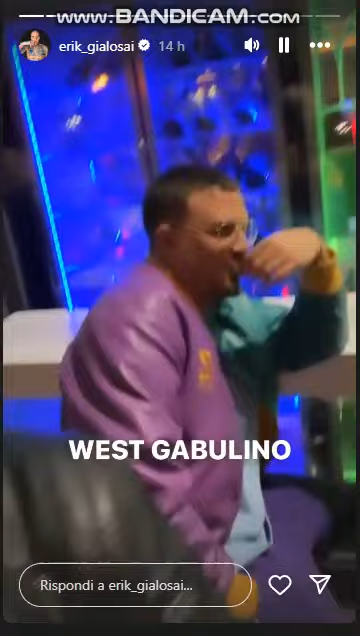 www.BANDICAM.com
erik_gialosai 14 h
WEST GABULINO
Rispondi a erik_gialosai...